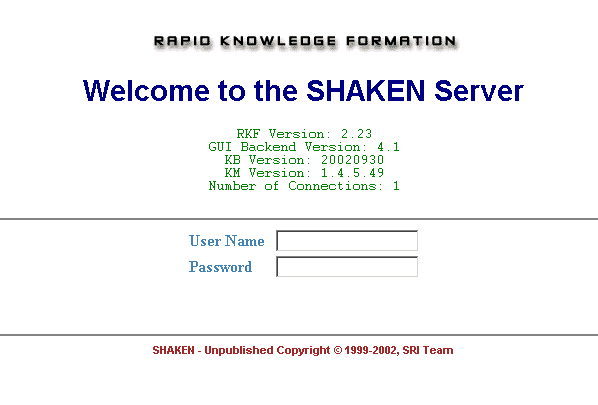 RAPID KNOWLEDGE FORMATION
Welcome to the SHAKEN Server
RKF Version: 2.23
GUI Backend Version: 4.1
KB Version: 20020930
KM Version: 1.4.5.49
Number of Connections: 1
User Name
Password
SHAKEN - Unpublished Copyright © 1999-2002, SRI Team